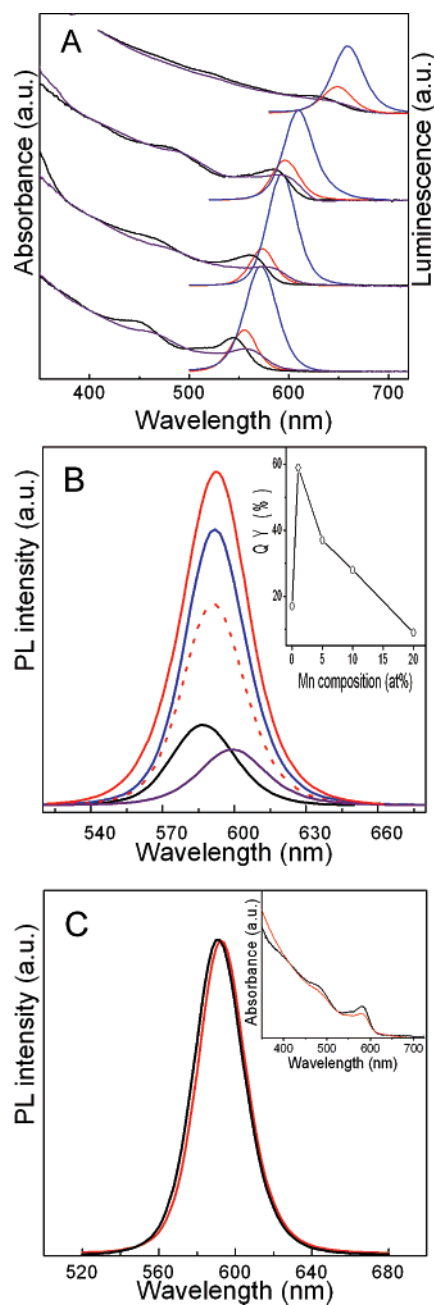 A
Absorbance (a.u.)
Luminescence (a.u.)
400 500 600 700
Wavelength (nm)
B
PL intensity (a.u.)
Q Y ( % )
60
40
20
0 5 10 15 20
Mn composition (at%)
540 570 600 630 660
Wavelength (nm)
C
PL intensity (a.u.)
Absorbance (a.u.)
400 500 600 700
Wavelength (nm)
520 560 600 640 680
Wavelength (nm)